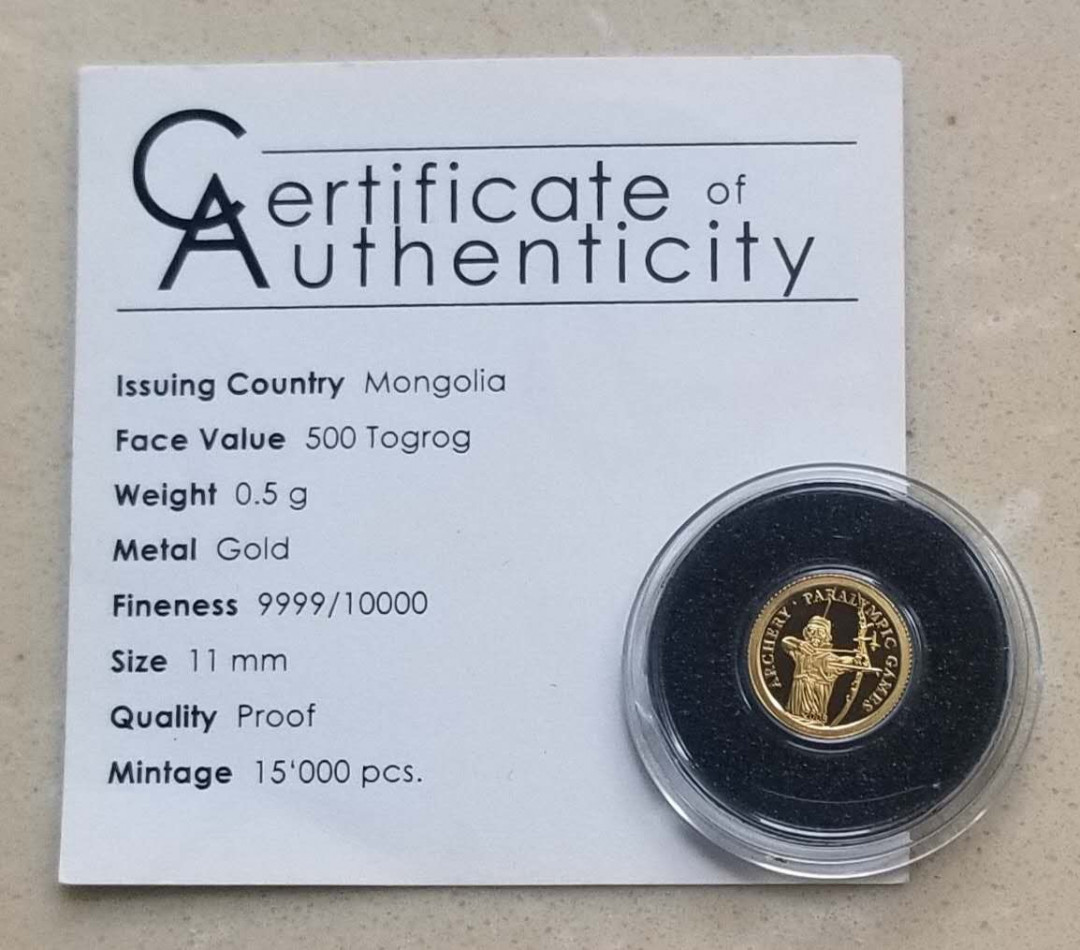 Certificate of
Authenticity
Issuing Country Mongolia
Face Value 500 Togrog
Weight 0.5 g
Metal Gold
Fineness 9999/10000
Size 11 mm
Quality Proof
Mintage 15‘000 pcs.
ARCHERY · PARALYMPIC GAMES